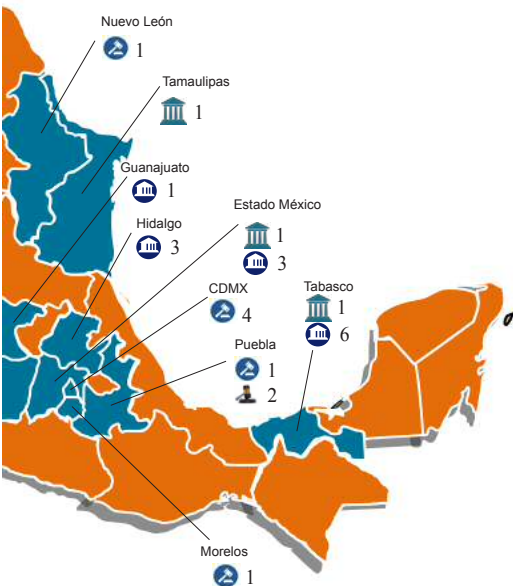 Nuevo León
1
Tamaulipas
1
Guanajuato
1
Hidalgo
3
Estado México
1
3
CDMX
4
Tabasco
1
6
Puebla
1
2
Morelos
1